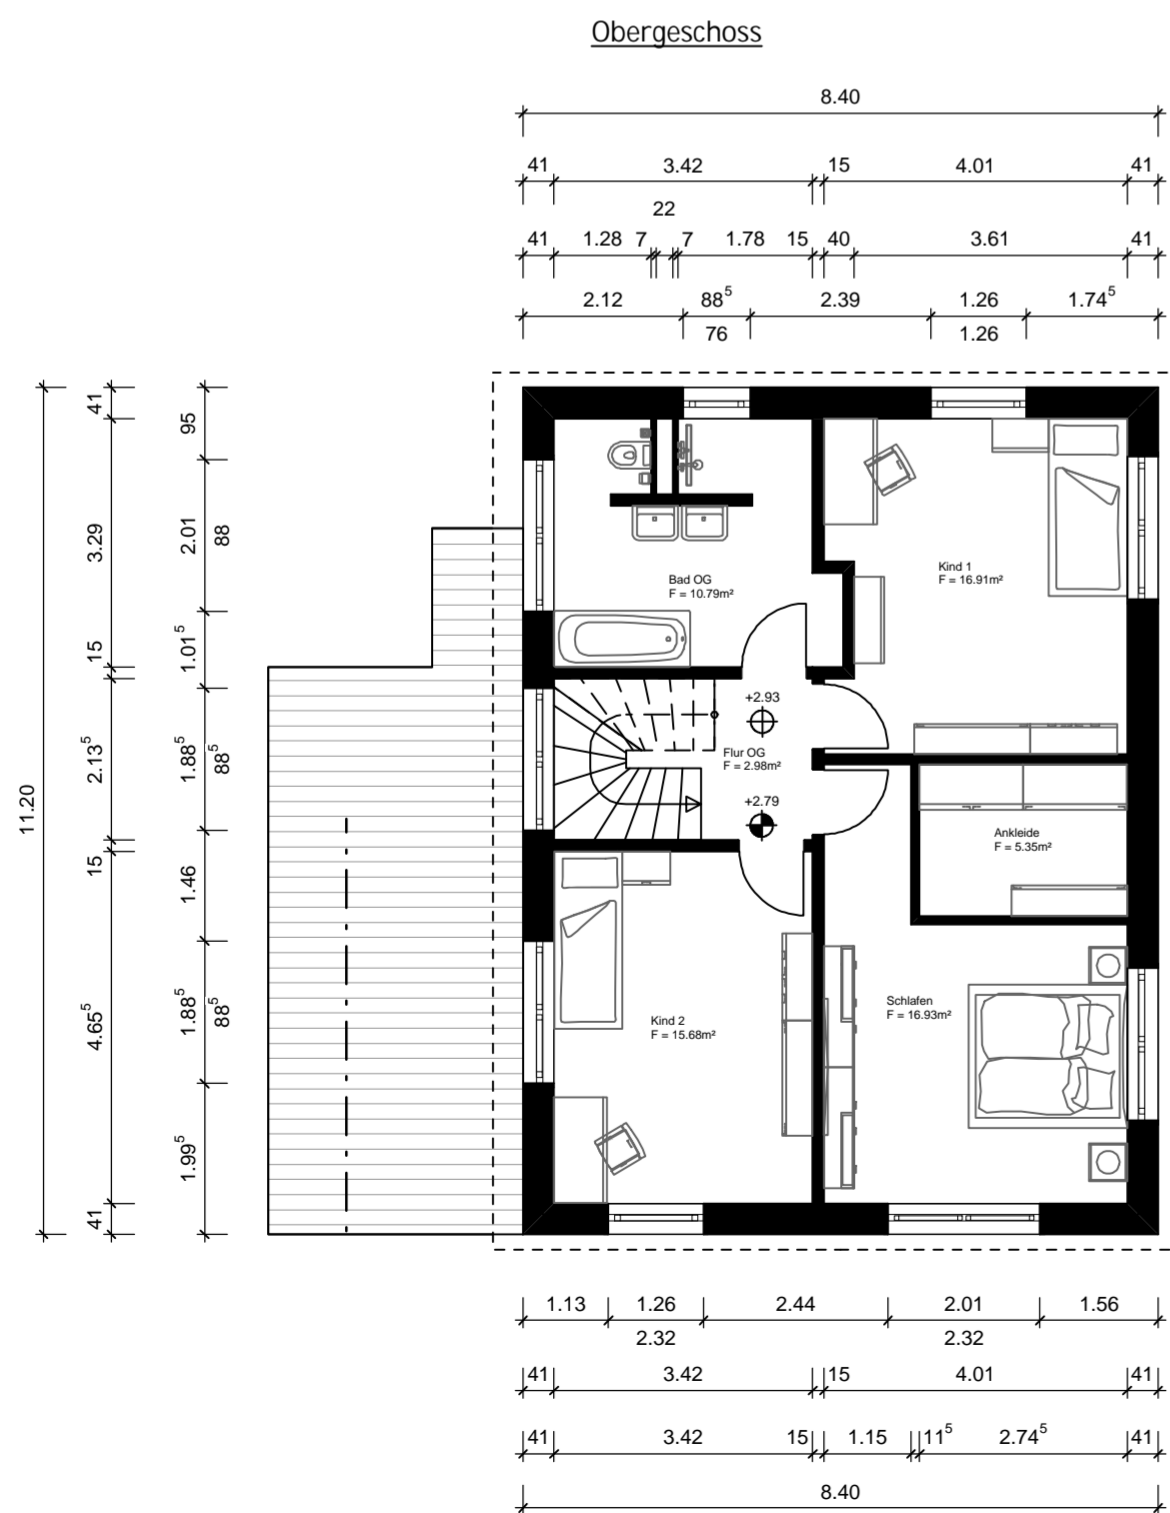 Obergeschoss
8.40
41 3.42 15 4.01 41
22
41 1.28 7 7 1.78 15 40 3.61 41
2.12 88⁵ 2.39 1.26 1.74⁵
76 1.26
11.20
41 3.29 15 2.13⁵ 15 4.65⁵ 41
95 2.01 1.01⁵ 1.88⁵ 1.46 1.88⁵ 1.99⁵
88 88⁵ 88⁵
Bad OG
F = 10.79m²
Kind 1
F = 16.91m²
+2.93
Flur OG
F = 2.98m²
+2.79
Ankleide
F = 5.35m²
Kind 2
F = 15.68m²
Schlafen
F = 16.93m²
1.13 1.26 2.44 2.01 1.56
2.32 2.32
41 3.42 15 4.01 41
41 3.42 15 1.15 11⁵ 2.74⁵ 41
8.40